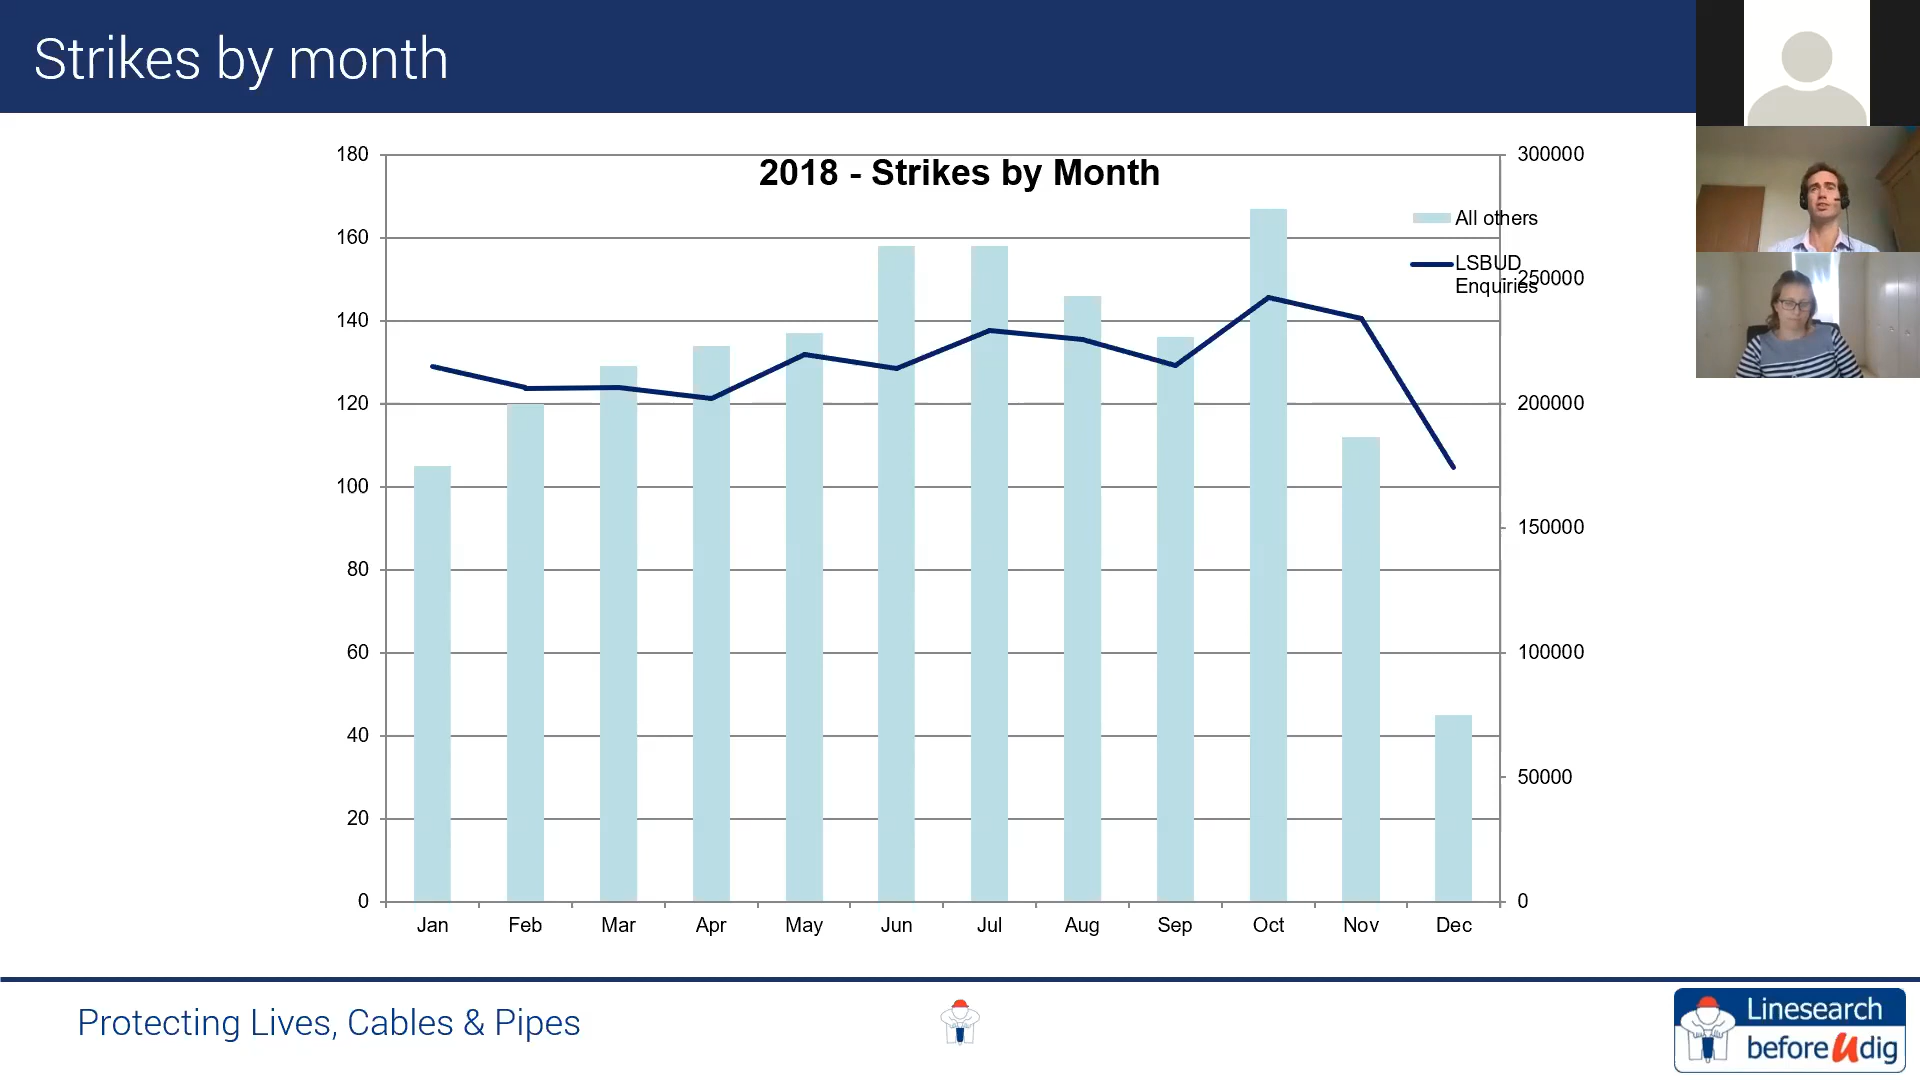 Strikes by month
2018 - Strikes by Month
180
160
140
120
100
80
60
40
20
0
300000
250000
200000
150000
100000
50000
0
All others
LSBUD
Enquiries
Jan Feb Mar Apr May Jun Jul Aug Sep Oct Nov Dec
Protecting Lives, Cables & Pipes
Linesearch
beforeUdig